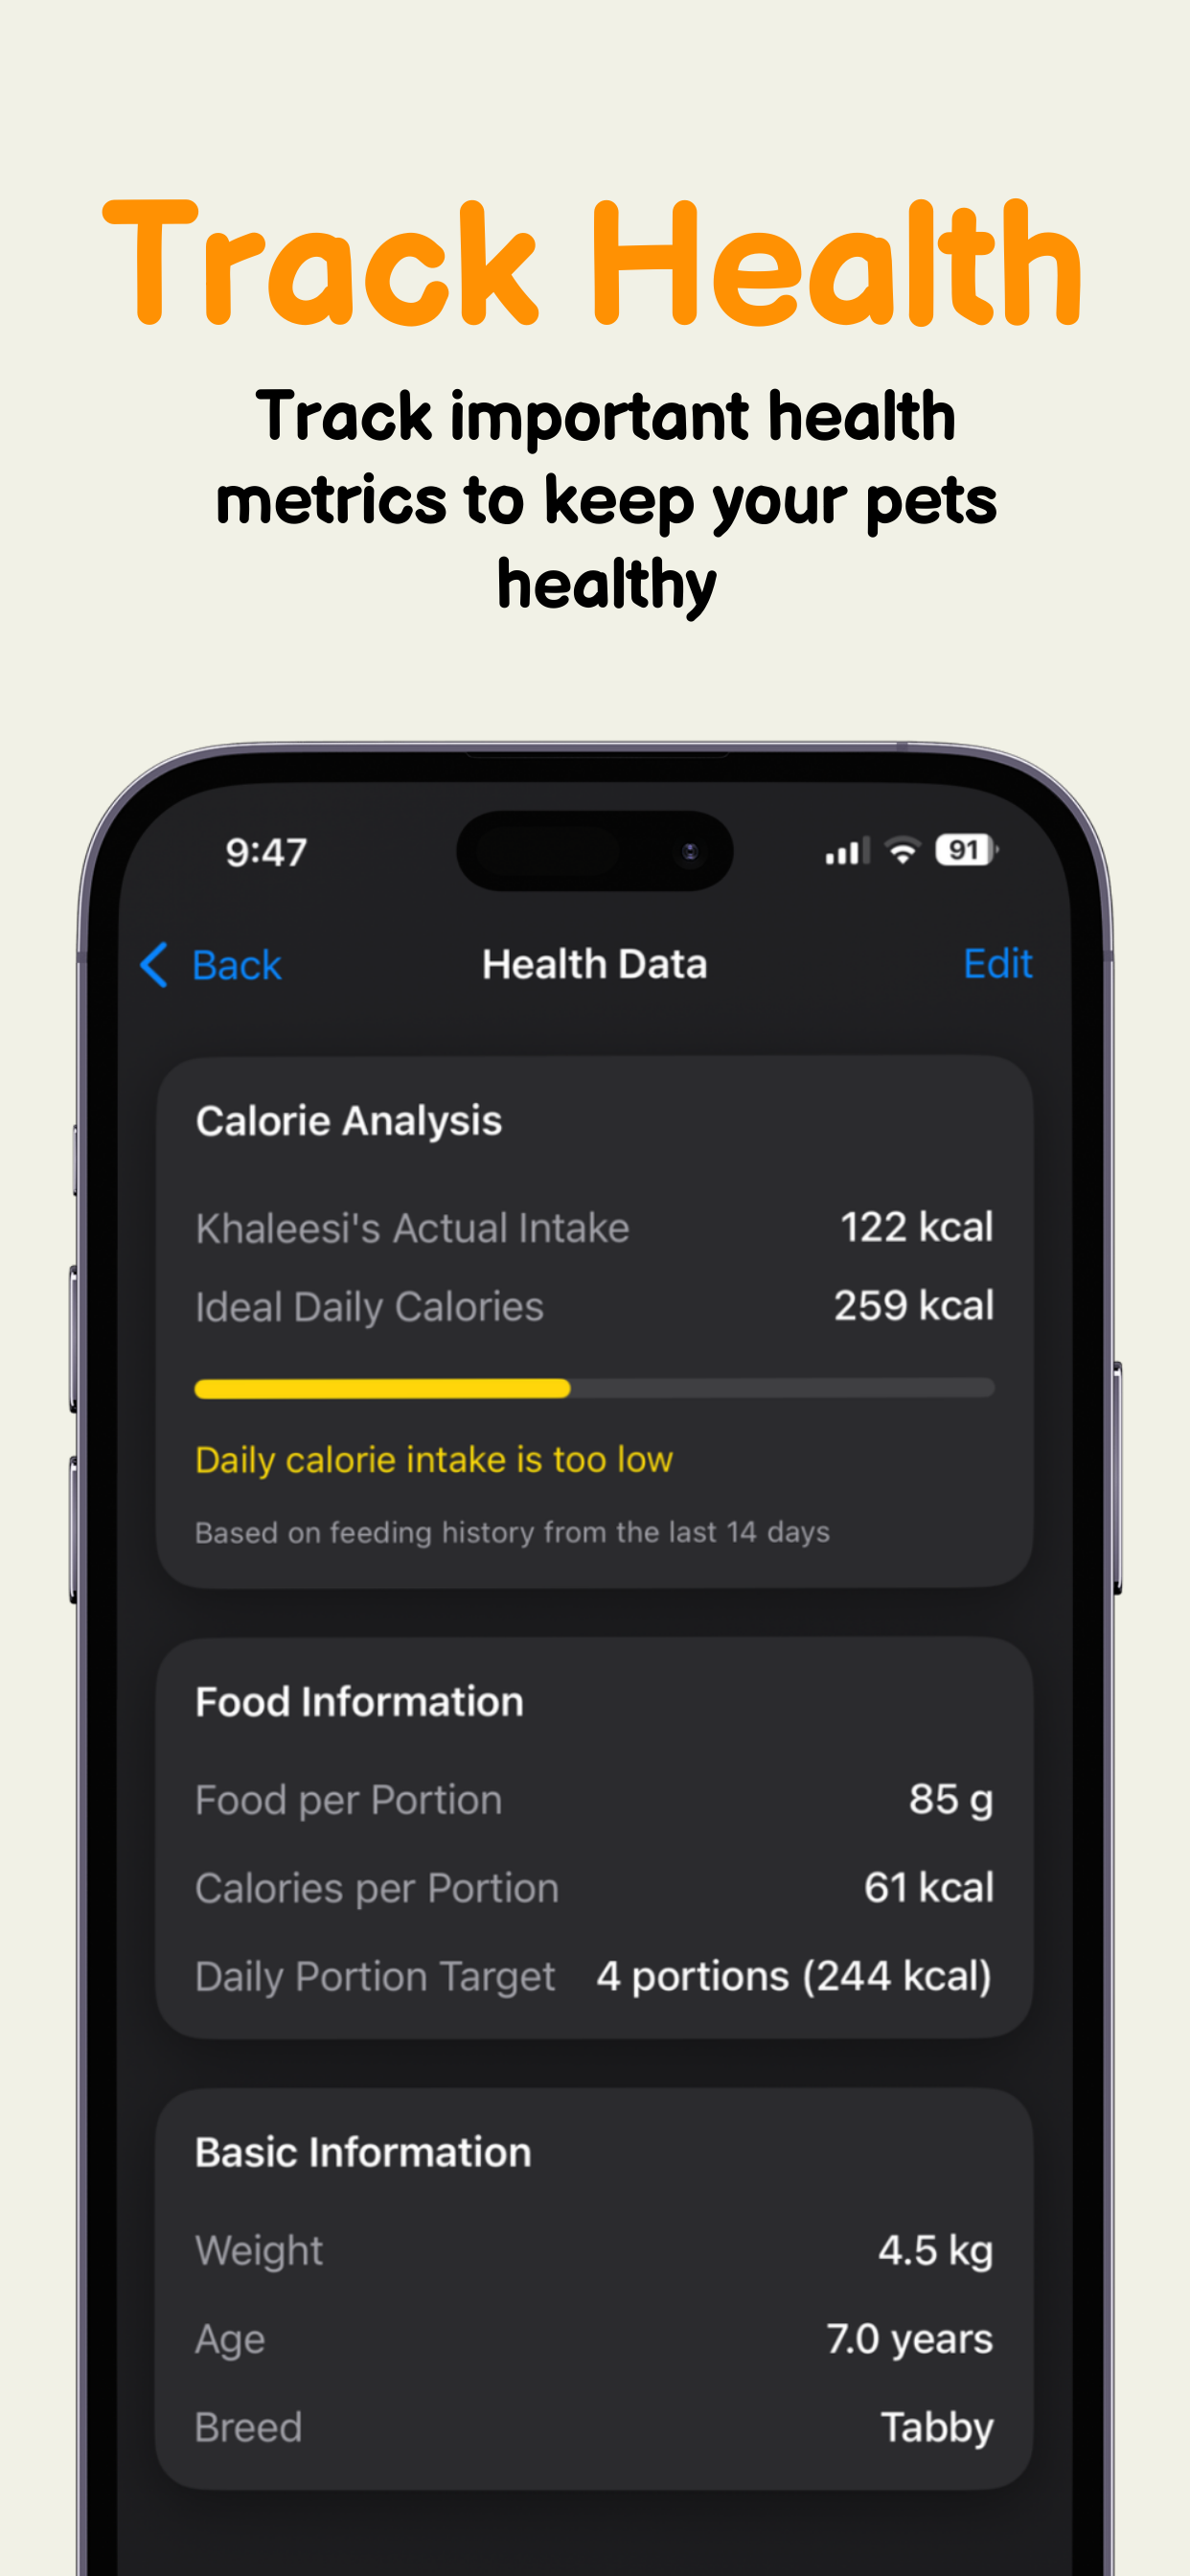 Track Health
Track important health
metrics to keep your pets
healthy
9:47
91
Back
Health Data
Edit
Calorie Analysis
Khaleesi's Actual Intake 122 kcal
Ideal Daily Calories 259 kcal
Daily calorie intake is too low
Based on feeding history from the last 14 days
Food Information
Food per Portion 85 g
Calories per Portion 61 kcal
Daily Portion Target 4 portions (244 kcal)
Basic Information
Weight 4.5 kg
Age 7.0 years
Breed Tabby